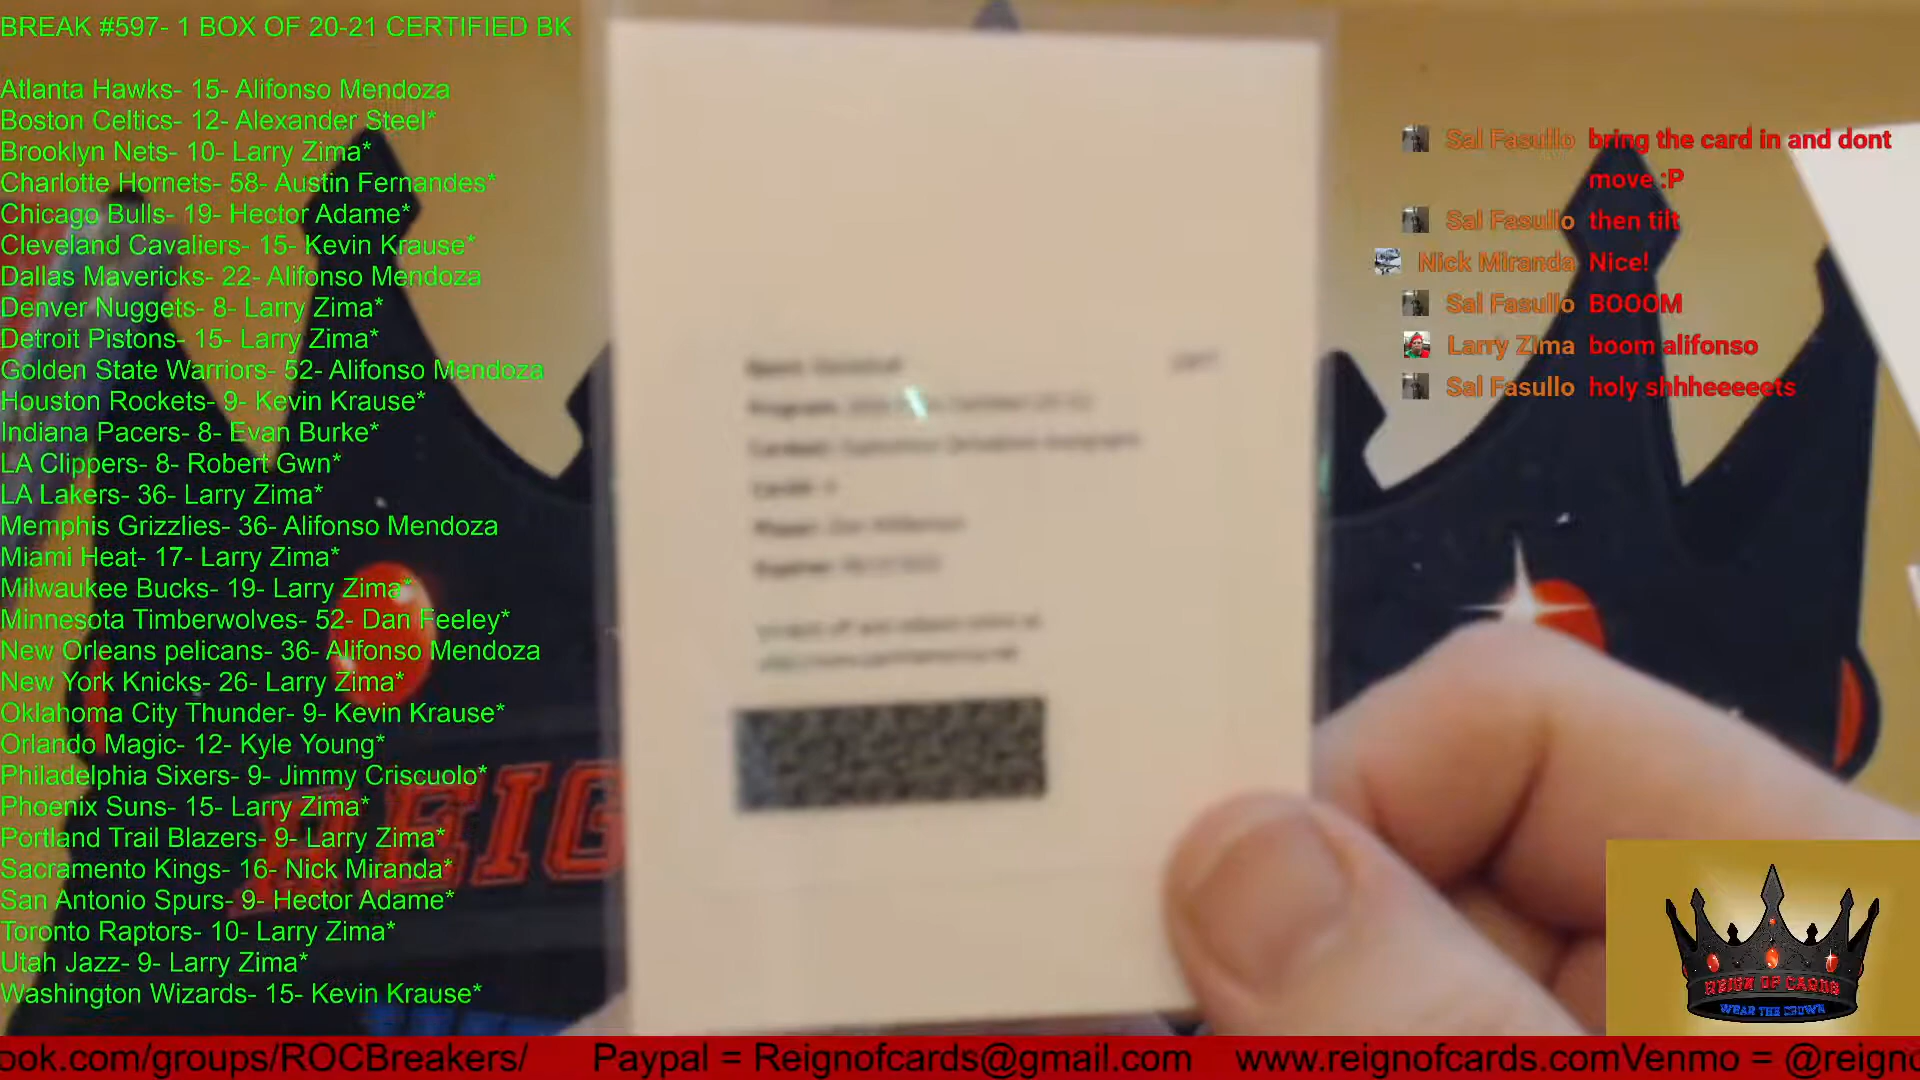 BREAK #597- 1 BOX OF 20-21 CERTIFIED BK
Atlanta Hawks- 15- Alifonso Mendoza
Boston Celtics- 12- Alexander Steel*
Brooklyn Nets- 10- Larry Zima*
Charlotte Hornets- 58- Austin Fernandes*
Chicago Bulls- 19- Hector Adame*
Cleveland Cavaliers- 15- Kevin Krause*
Dallas Mavericks- 22- Alifonso Mendoza
Denver Nuggets- 8- Larry Zima*
Detroit Pistons- 15- Larry Zima*
Golden State Warriors- 52- Alifonso Mendoza
Houston Rockets- 9- Kevin Krause*
Indiana Pacers- 8- Evan Burke*
LA Clippers- 8- Robert Gwn*
LA Lakers- 36- Larry Zima*
Memphis Grizzlies- 36- Alifonso Mendoza
Miami Heat- 17- Larry Zima*
Milwaukee Bucks- 19- Larry Zima*
Minnesota Timberwolves- 52- Dan Feeley*
New Orleans pelicans- 36- Alifonso Mendoza
New York Knicks- 26- Larry Zima*
Oklahoma City Thunder- 9- Kevin Krause*
Orlando Magic- 12- Kyle Young*
Philadelphia Sixers- 9- Jimmy Criscuolo*
Phoenix Suns- 15- Larry Zima*
Portland Trail Blazers- 9- Larry Zima*
Sacramento Kings- 16- Nick Miranda*
San Antonio Spurs- 9- Hector Adame*
Toronto Raptors- 10- Larry Zima*
Utah Jazz- 9- Larry Zima*
Washington Wizards- 15- Kevin Krause*
Program:
Player: Zion Williamson
Expires:
REIG
Sal Fasullo bring the card in and dont
move :P
Sal Fasullo then tilt
Nick Miranda Nice!
Sal Fasullo BOOOM
Larry Zima boom alifonso
Sal Fasullo holy shhheeeeets
REIGN OF CARDS
WEAR THE CROWN
ook.com/groups/ROCBreakers/ Paypal = Reignofcards@gmail.com www.reignofcards.comVenmo = @reigno